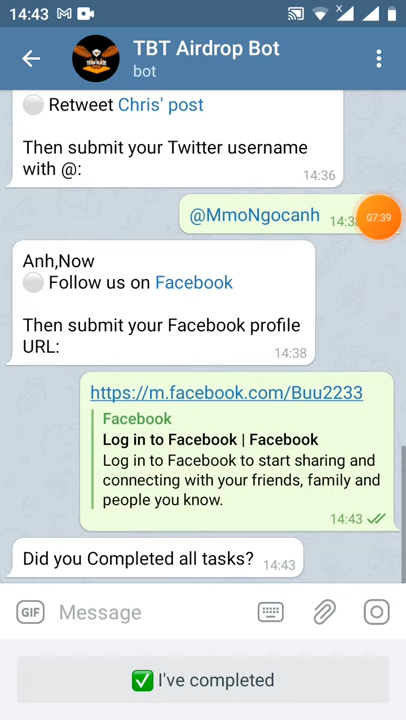 14:43
TBT Airdrop Bot
bot
Retweet Chris' post
Then submit your Twitter username
with @:
14:36
@MmoNgocanh
07:39
Anh,Now
Follow us on Facebook
Then submit your Facebook profile
URL:
14:38
https://m.facebook.com/Buu2233
Facebook
Log in to Facebook | Facebook
Log in to Facebook to start sharing and
connecting with your friends, family and
people you know.
14:43
Did you Completed all tasks? 14:43
GIF Message
I've completed